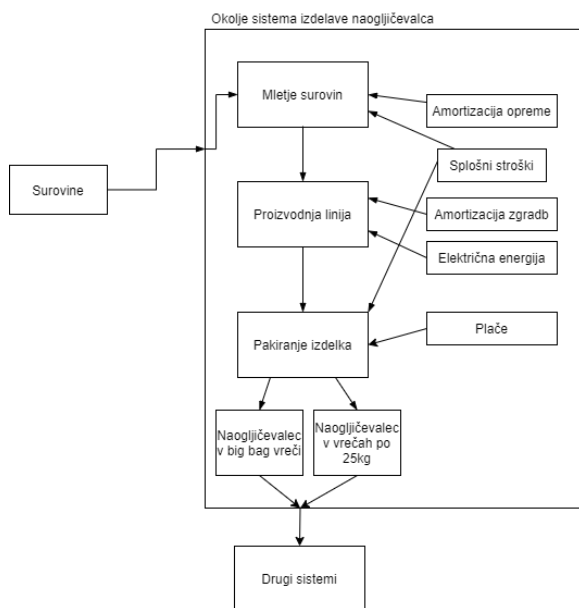 Okolje sistema izdelave naogljičevalca
Mletje surovin
Amortizacija opreme
Splošni stroški
Surovine
Proizvodnja linija
Amortizacija zgradb
Električna energija
Plače
Pakiranje izdelka
Naogljičevalec
v big bag vreči
Naogljičevalec
v vrečah po
25kg
Drugi sistemi